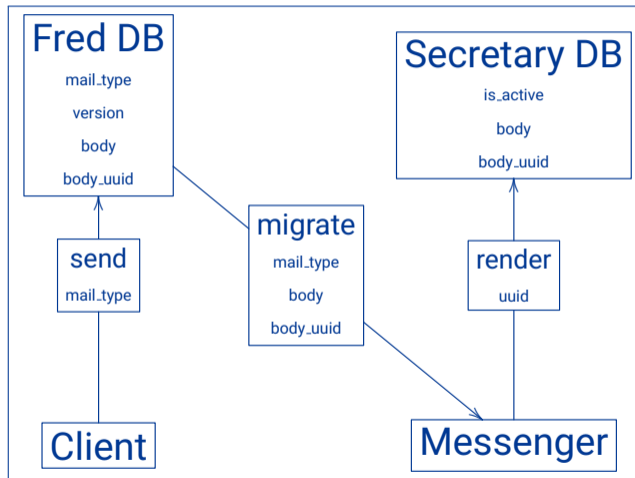 Fred DB
mail_type
version
body
body_uuid
Secretary DB
is_active
body
body_uuid
send
mail_type
migrate
mail_type
body
body_uuid
render
uuid
Client
Messenger